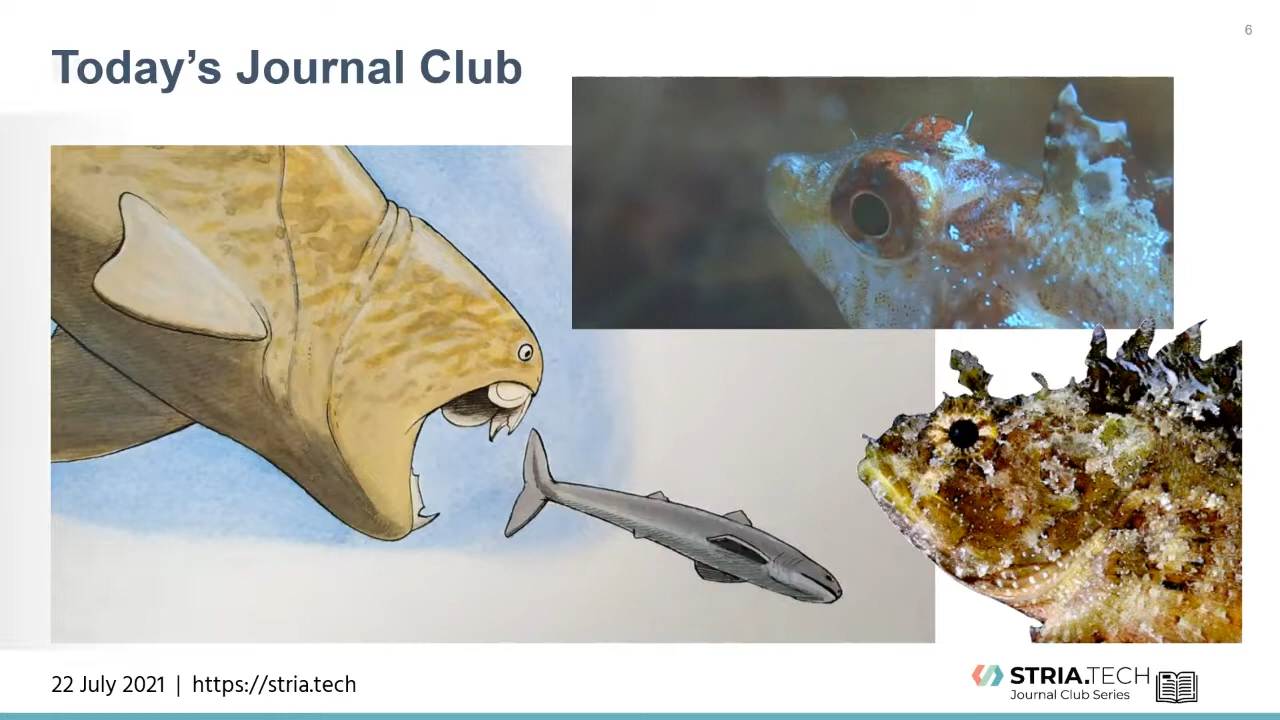 6
Today’s Journal Club
22 July 2021 | https://stria.tech
STRIA.TECH
Journal Club Series